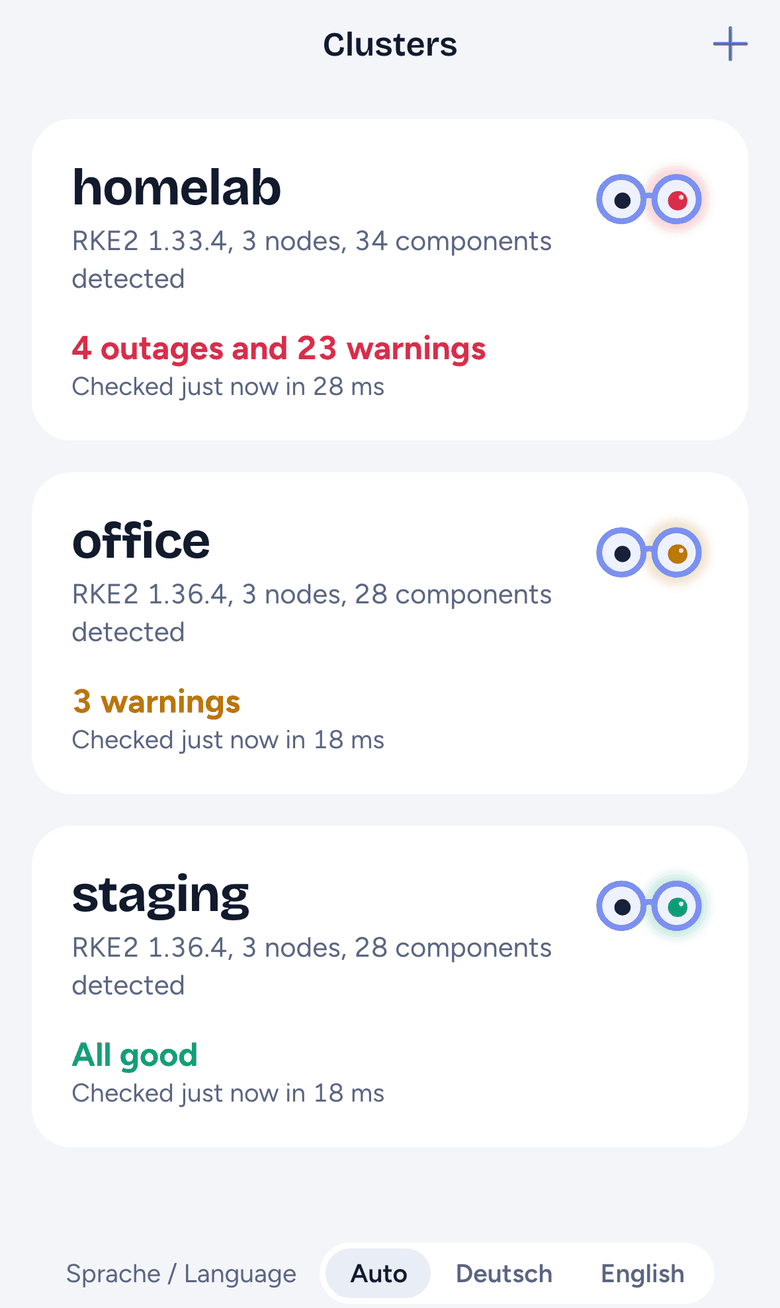 Clusters
homelab
RKE2 1.33.4, 3 nodes, 34 components
detected
4 outages and 23 warnings
Checked just now in 28 ms
office
RKE2 1.36.4, 3 nodes, 28 components
detected
3 warnings
Checked just now in 18 ms
staging
RKE2 1.36.4, 3 nodes, 28 components
detected
All good
Checked just now in 18 ms
Sprache / Language Auto Deutsch English